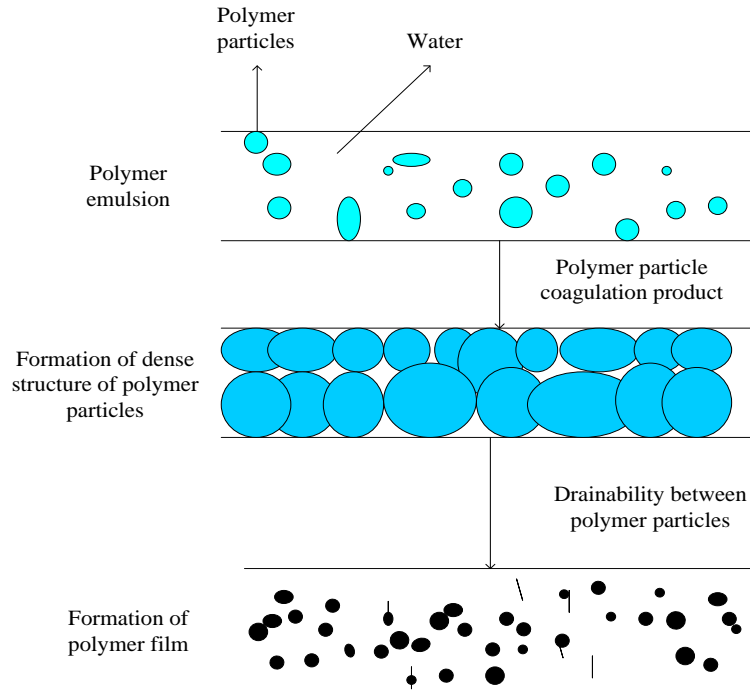 Polymer
particles
Water
Polymer
emulsion
Polymer particle
coagulation product
Formation of dense
structure of polymer
particles
Drainability between
polymer particles
Formation of
polymer film